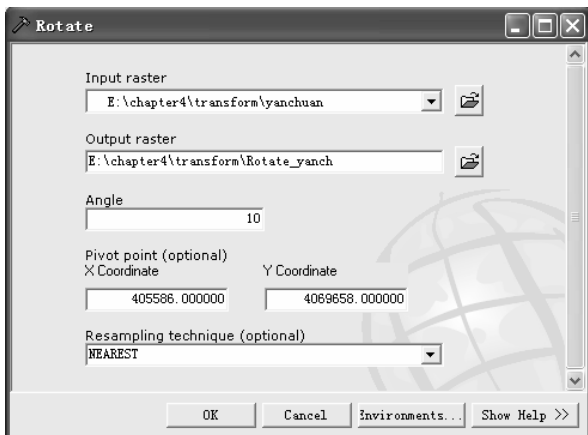 Rotate
Input raster
E:\chapter4\transform\yanchuan
Output raster
E:\chapter4\transform\Rotate_yanch
Angle
10
Pivot point (optional)
X Coordinate Y Coordinate
405586.000000 4069658.000000
Resampling technique (optional)
NEAREST
OK Cancel Environments... Show Help >>